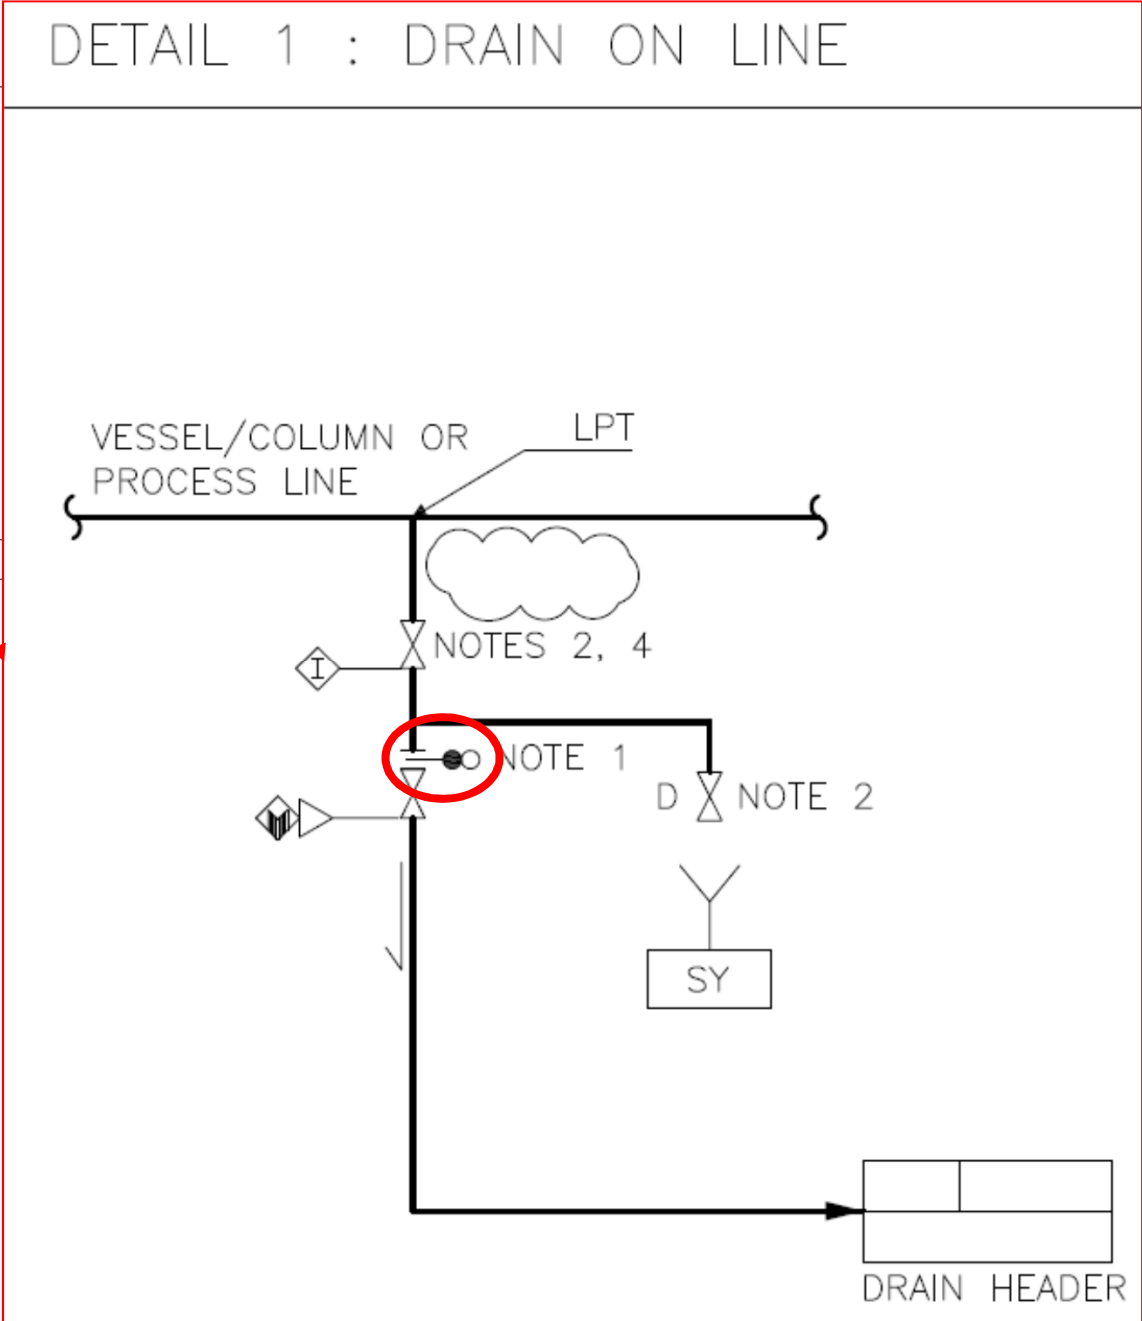 DETAIL 1 : DRAIN ON LINE
VESSEL/COLUMN OR
PROCESS LINE
LPT
NOTES 2, 4
I
NOTE 1
D
NOTE 2
M
SY
DRAIN HEADER